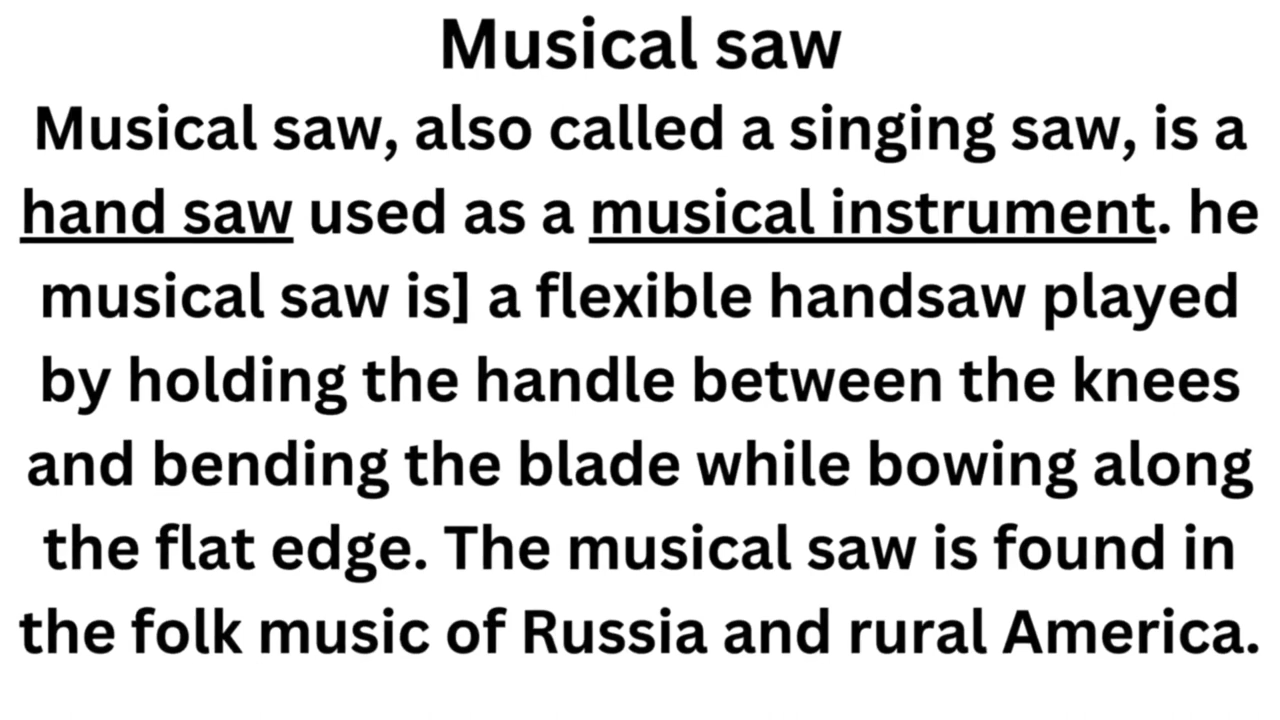 Musical saw
Musical saw, also called a singing saw, is a
hand saw used as a musical instrument. he
musical saw is] a flexible handsaw played
by holding the handle between the knees
and bending the blade while bowing along
the flat edge. The musical saw is found in
the folk music of Russia and rural America.